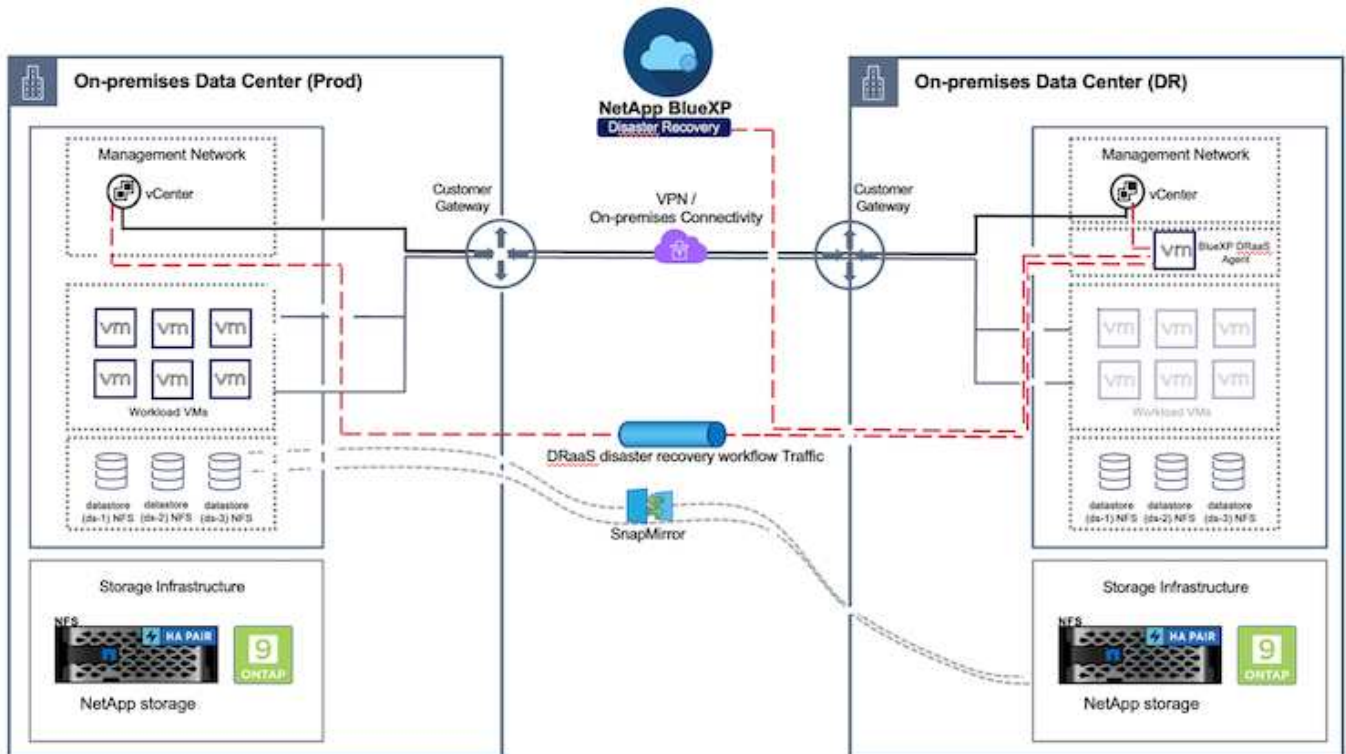 NetApp BlueXP
Disaster Recovery
On-premises Data Center (Prod)
Management Network
vCenter
Customer
Gateway
VPN /
On-premises Connectivity
Customer
Gateway
On-premises Data Center (DR)
Management Network
vCenter
vm
BlueXP DRaaS
Agent
vm vm vm
vm vm vm
Workload VMs
vm vm vm
vm vm vm
Workload VMs
DRaaS disaster recovery workflow Traffic
SnapMirror
datastore datastore datastore
(ds-1) NFS (ds-2) NFS (ds-3) NFS
datastore datastore datastore
(ds-1) NFS (ds-2) NFS (ds-3) NFS
Storage Infrastructure
NFS
HA PAIR
9
ONTAP
NetApp storage
Storage Infrastructure
NFS
HA PAIR
9
ONTAP
NetApp storage